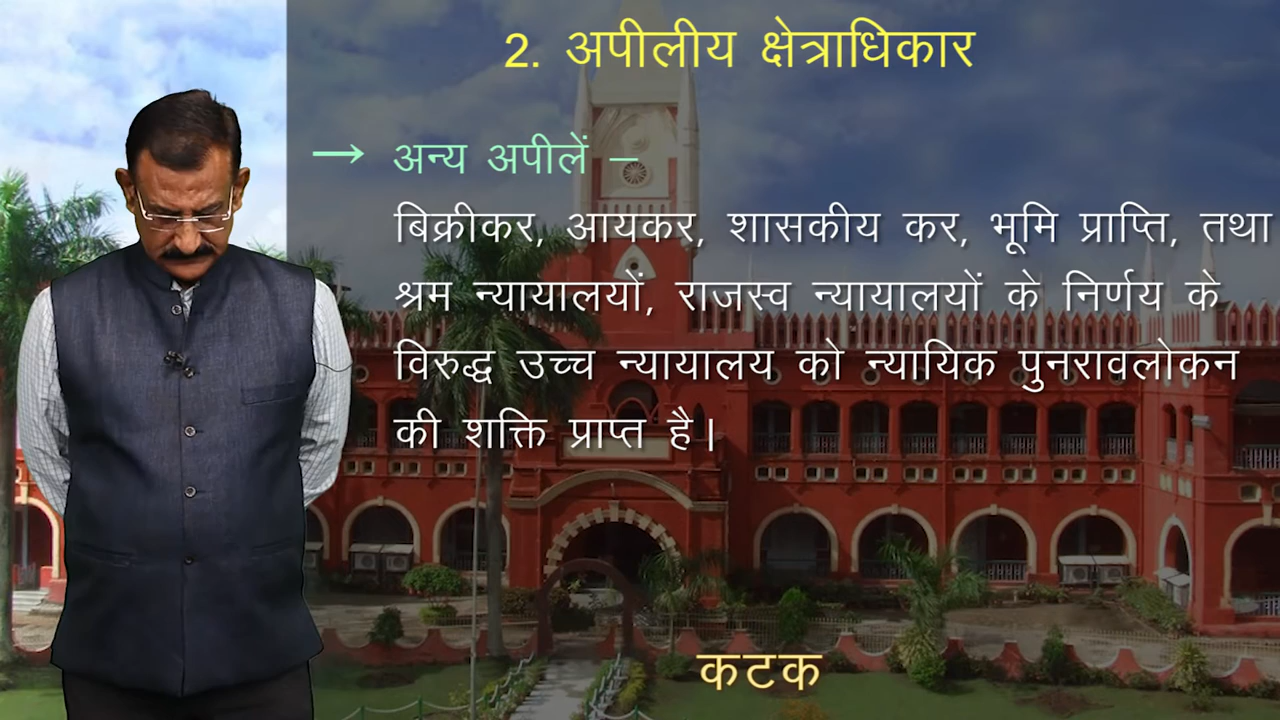 2. अपीलीय क्षेत्राधिकार
→ अन्य अपीलें –
बिक्रीकर, आयकर, शासकीय कर, भूमि प्राप्ति, तथा
श्रम न्यायालयों, राजस्व न्यायालयों के निर्णय के
विरुद्ध उच्च न्यायालय को न्यायिक पुनरावलोकन
की शक्ति प्राप्त है।
कटक